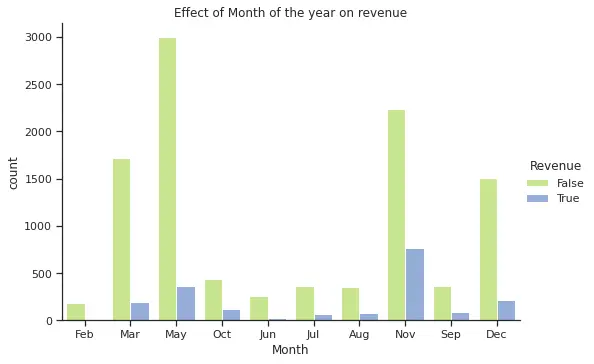 Effect of Month of the year on revenue
3000
2500
2000
1500
1000
500
0
count
Feb Mar May Oct Jun Jul Aug Nov Sep Dec
Month
Revenue
False
True